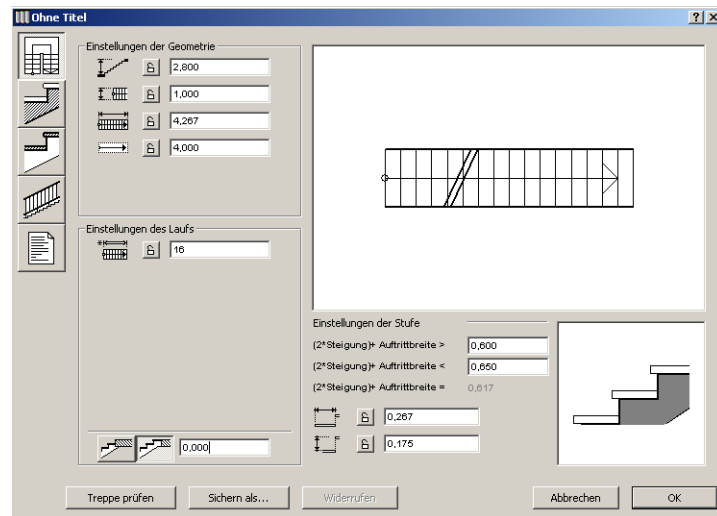 Ohne Titel
Einstellungen der Geometrie
2,800
1,000
4,267
4,000
Einstellungen des Laufs
16
0,000
Einstellungen der Stufe
(2*Steigung)+ Auftrittbreite > 0,600
(2*Steigung)+ Auftrittbreite < 0,650
(2*Steigung)+ Auftrittbreite = 0,617
0,267
0,175
Treppe prüfen Sichern als... Widerrufen Abbrechen OK